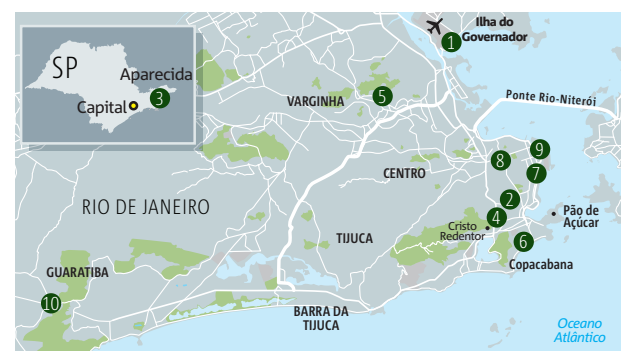 SP
Aparecida
3
Capital
Ilha do
Governador
1
Ponte Rio-Niterói
VARGINHA
5
9
8
7
CENTRO
2
4
Pão de
Açúcar
Cristo
Redentor
6
Copacabana
RIO DE JANEIRO
TIJUCA
GUARATIBA
10
BARRA DA
TIJUCA
Oceano
Atlântico